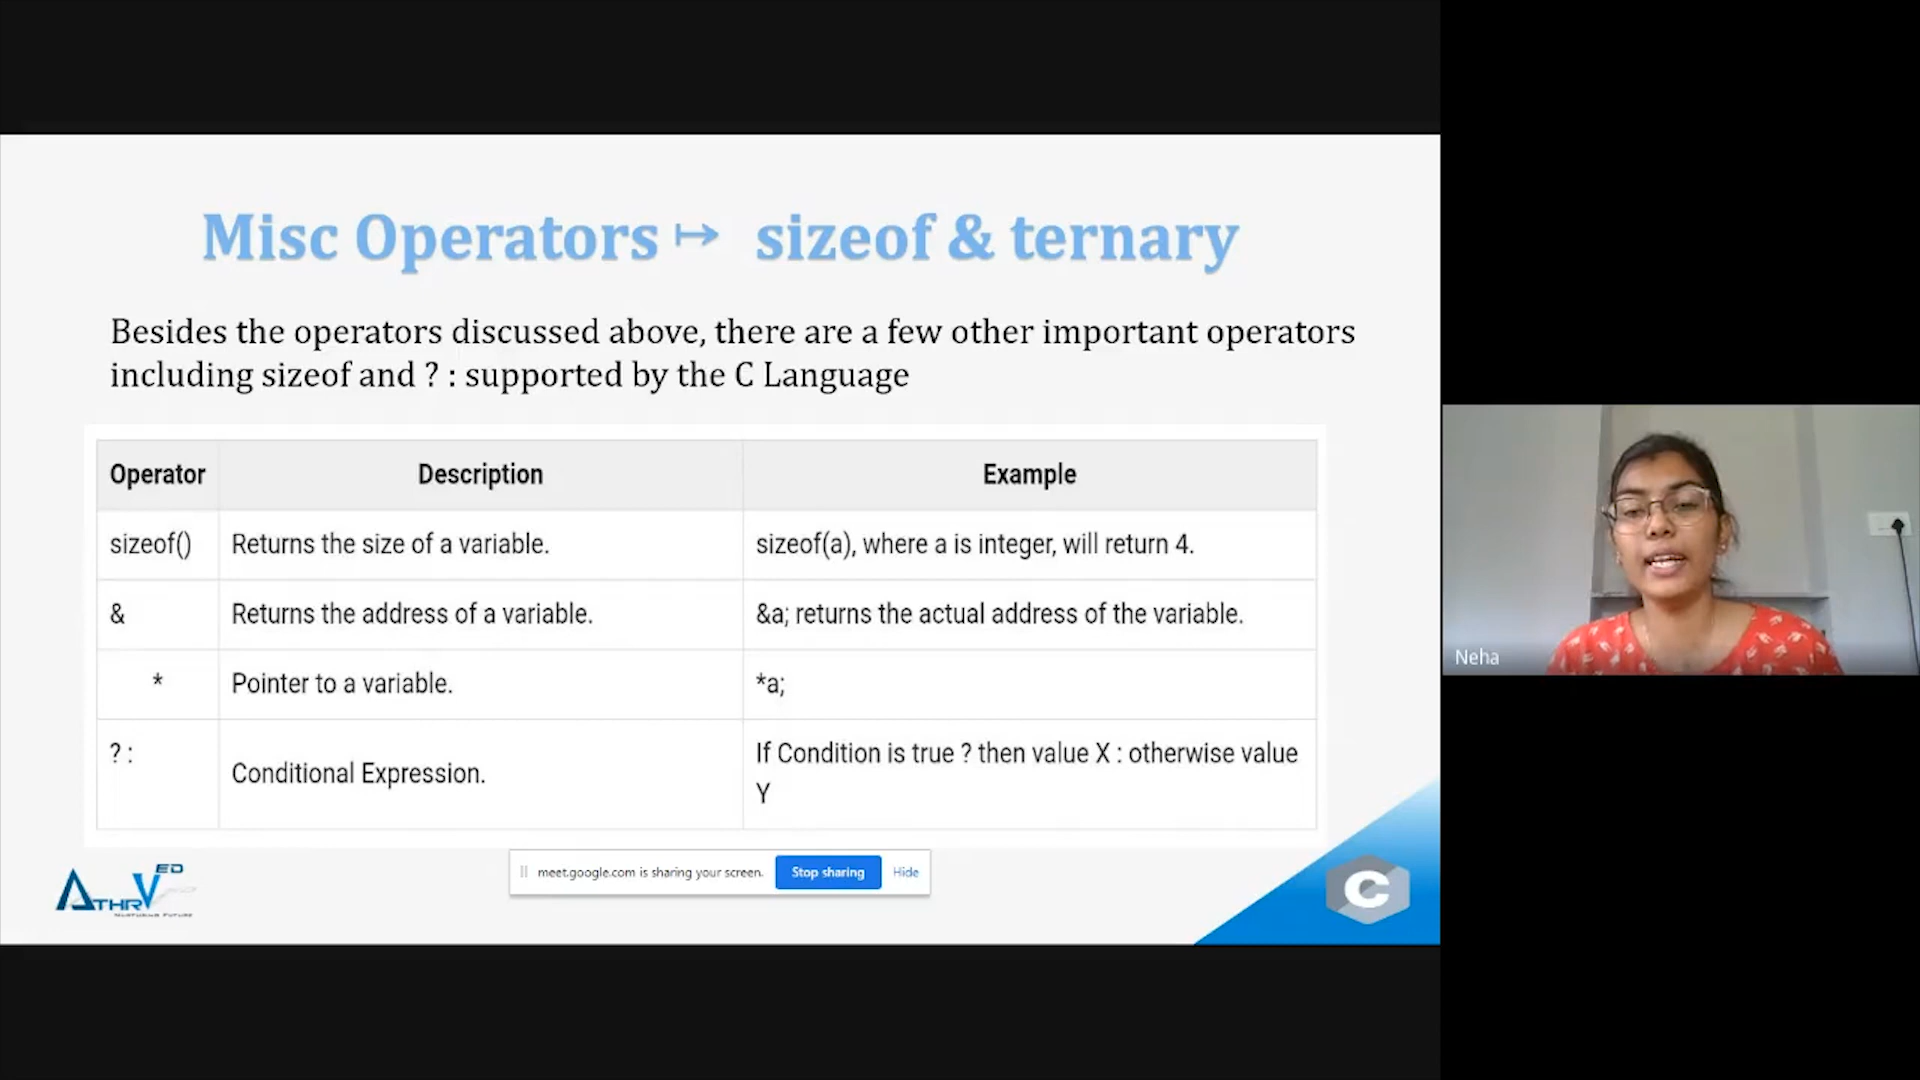 Misc Operators ↦ sizeof & ternary
Besides the operators discussed above, there are a few other important operators
including sizeof and ? : supported by the C Language
Operator Description Example
sizeof() Returns the size of a variable. sizeof(a), where a is integer, will return 4.
& Returns the address of a variable. &a; returns the actual address of the variable.
* Pointer to a variable. *a;
? : Conditional Expression. If Condition is true ? then value X : otherwise value
Y
meet.google.com is sharing your screen. Stop sharing Hide
ATHRVED
NURTURING FUTURE
C
Neha